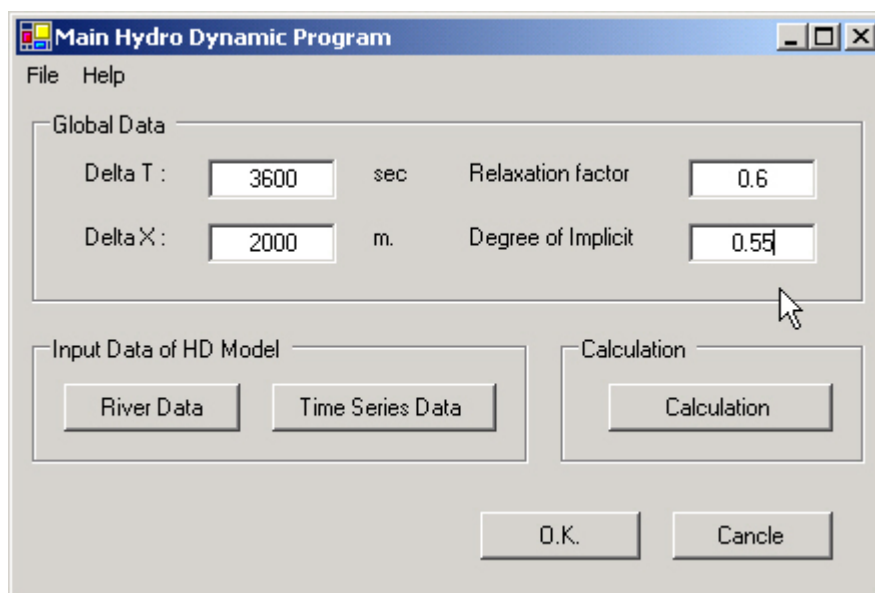 Main Hydro Dynamic Program
File Help
Global Data
Delta T : 3600 sec Relaxation factor 0.6
Delta X : 2000 m. Degree of Implicit 0.55
Input Data of HD Model Calculation
River Data Time Series Data Calculation
O.K. Cancle